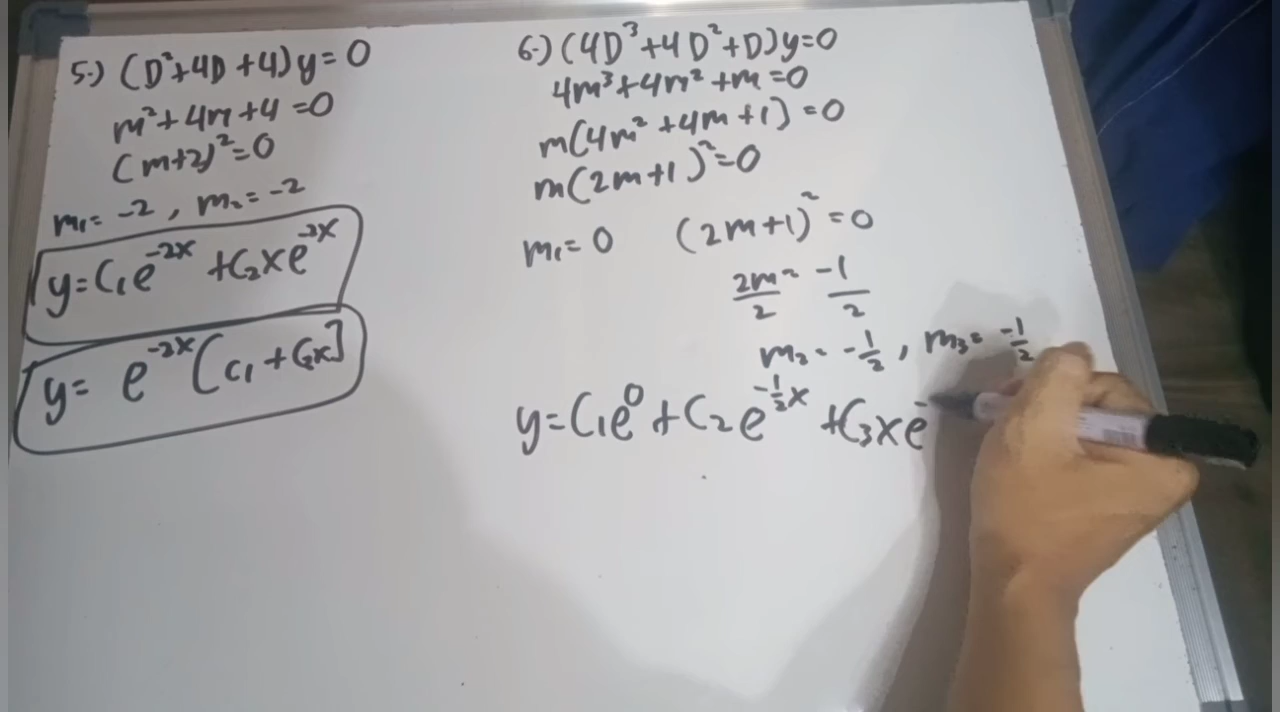 5.) (D²+4D+4)y=0
m²+4m+4=0
(m+2)²=0
m₁=-2, m₂=-2
y=C₁e^-2x +C₂xe^-2x
y= e^-2x (C₁+C₂x]
6.) (4D³+4D²+D)y=0
4m³+4m²+m=0
m(4m²+4m+1)=0
m(2m+1)²=0
m₁=0 (2m+1)²=0
2m²/2 -1/2
m₂=-1/2, m₃=-1/2
y=C₁e⁰+C₂e^-1/2x +C₃xe^-